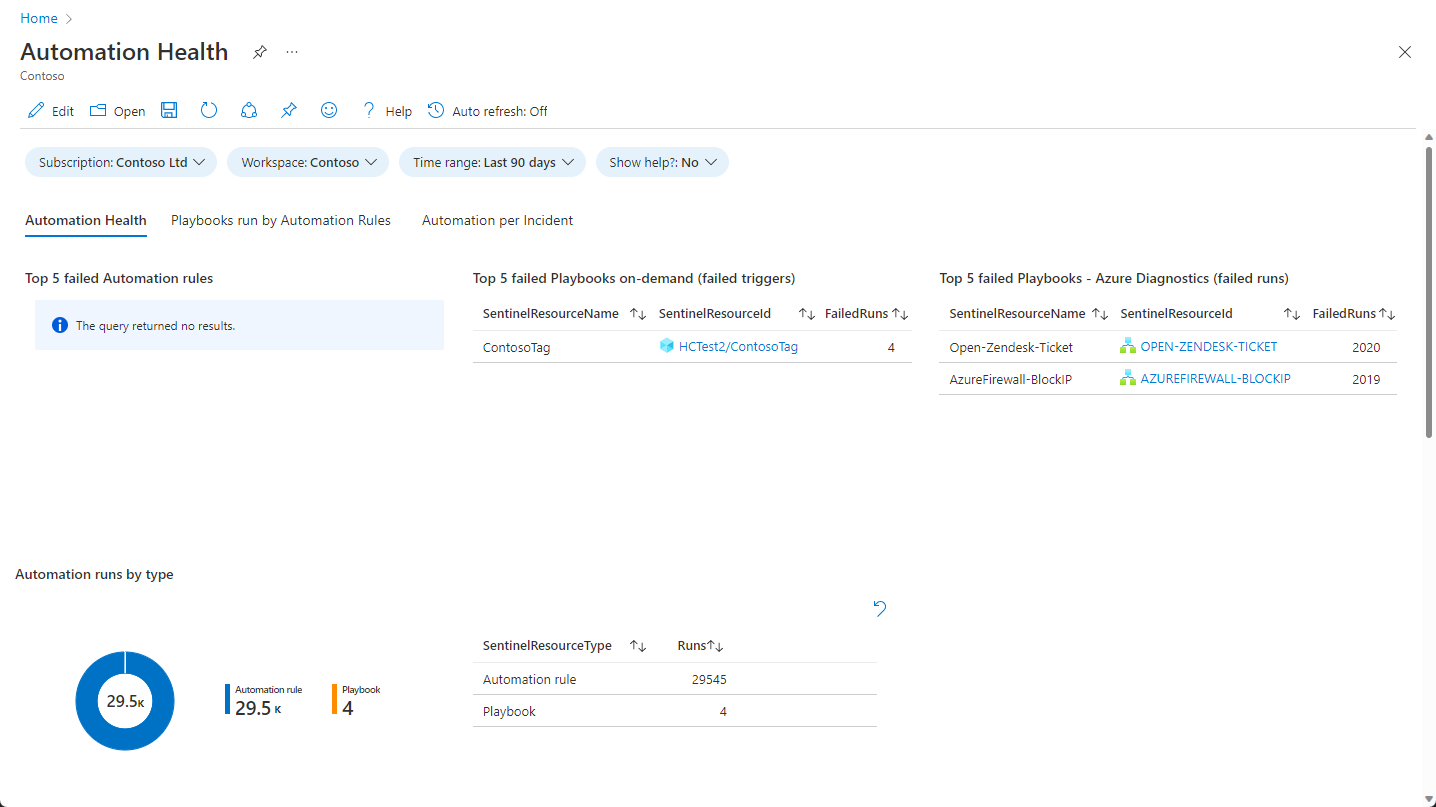 Home
Automation Health
...
Contoso
Edit Open Help Auto refresh: Off
Subscription: Contoso Ltd Workspace: Contoso Time range: Last 90 days Show help?: No
Automation Health Playbooks run by Automation Rules Automation per Incident
Top 5 failed Automation rules
The query returned no results.
Top 5 failed Playbooks on-demand (failed triggers)
SentinelResourceName SentinelResourceId FailedRuns
ContosoTag HCTest2/ContosoTag 4
Top 5 failed Playbooks - Azure Diagnostics (failed runs)
SentinelResourceName SentinelResourceId FailedRuns
Open-Zendesk-Ticket OPEN-ZENDESK-TICKET 2020
AzureFirewall-BlockIP AZUREFIREWALL-BLOCKIP 2019
Automation runs by type
29.5K
Automation rule
29.5 K
Playbook
4
SentinelResourceType Runs
Automation rule 29545
Playbook 4